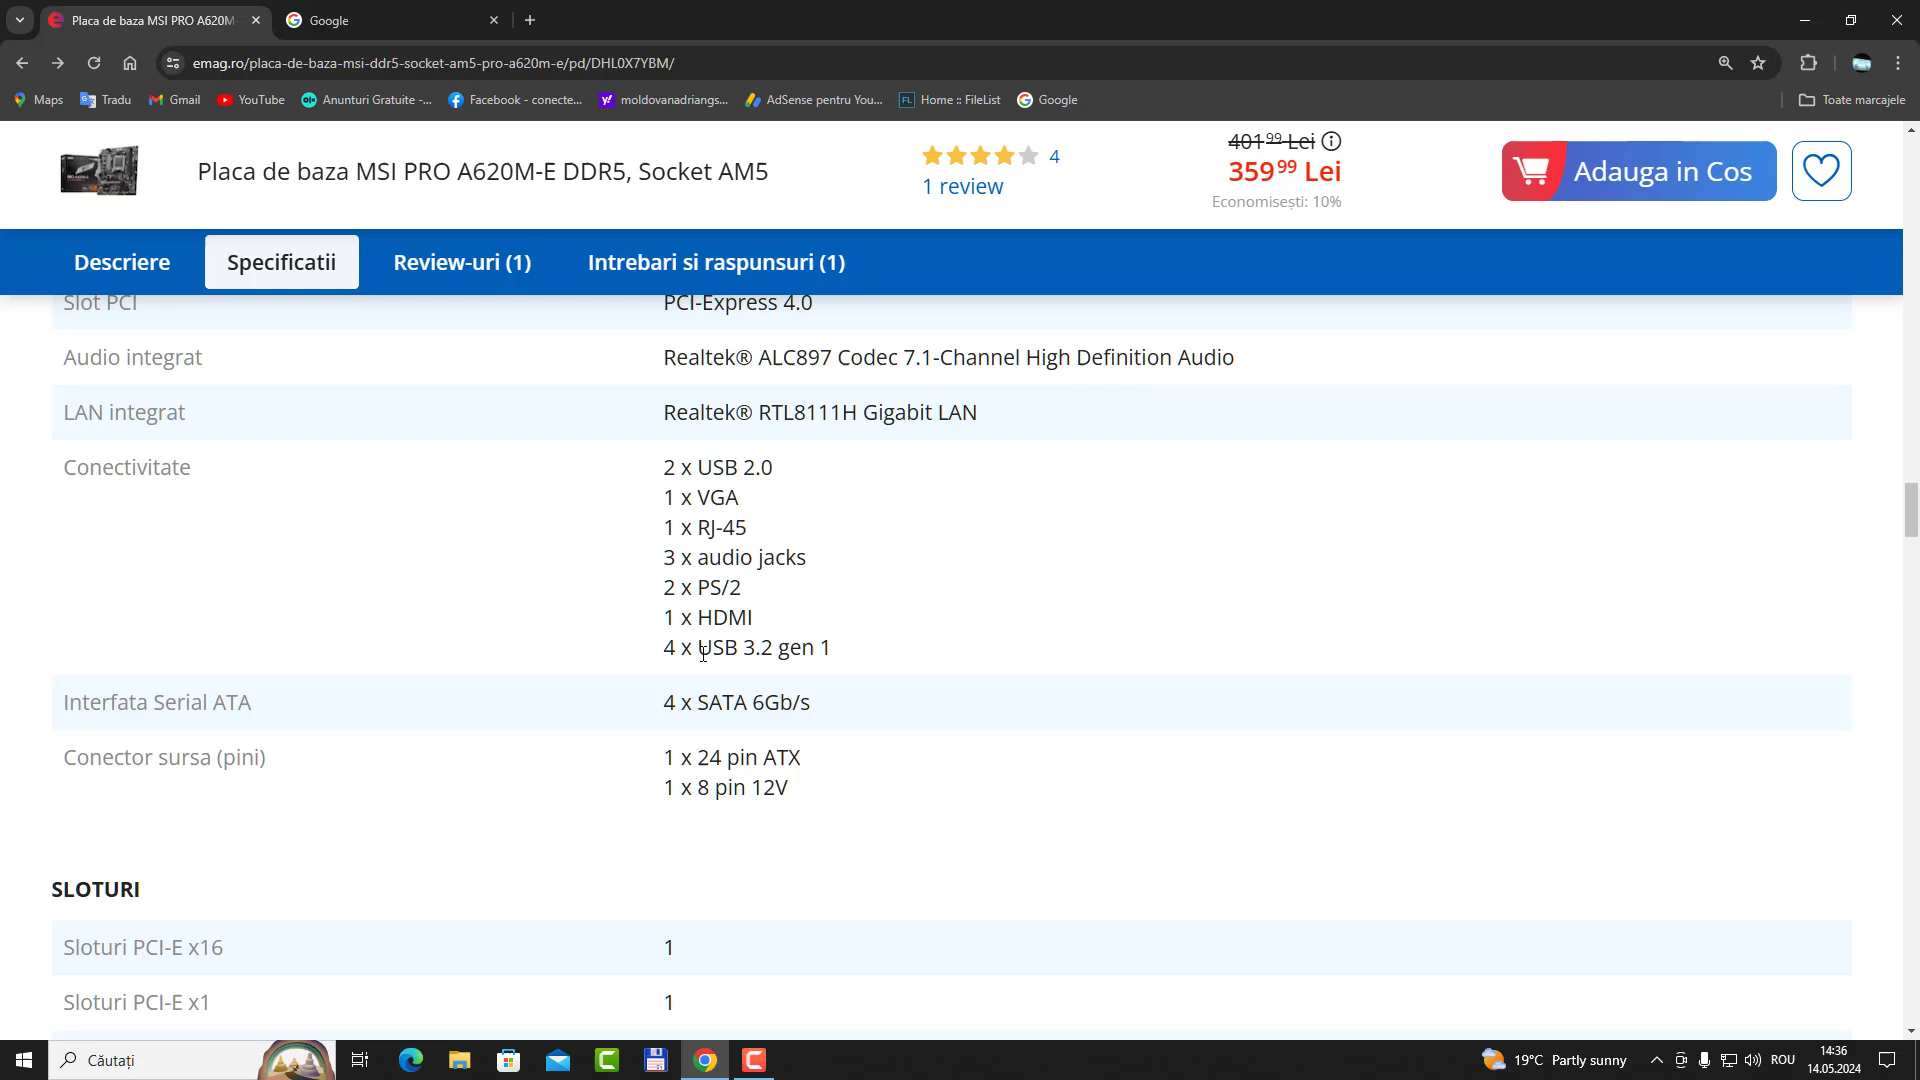 Placa de baza MSI PRO A620M-
Google
emag.ro/placa-de-baza-msi-ddr5-socket-am5-pro-a620m-e/pd/DHL0X7YBM/
Maps
Tradu
Gmail
YouTube
Anunturi Gratuite -...
Facebook - conecte...
moldovanadriangs...
AdSense pentru You...
FL Home :: FileList
Google
Toate marcajele
Placa de baza MSI PRO A620M-E DDR5, Socket AM5
4
1 review
401⁹⁹ Lei
359⁹⁹ Lei
Economisești: 10%
Adauga in Cos
Descriere
Specificatii
Review-uri (1)
Intrebari si raspunsuri (1)
Slot PCI PCI-Express 4.0
Audio integrat Realtek® ALC897 Codec 7.1-Channel High Definition Audio
LAN integrat Realtek® RTL8111H Gigabit LAN
Conectivitate 2 x USB 2.0
1 x VGA
1 x RJ-45
3 x audio jacks
2 x PS/2
1 x HDMI
4 x USB 3.2 gen 1
Interfata Serial ATA 4 x SATA 6Gb/s
Conector sursa (pini) 1 x 24 pin ATX
1 x 8 pin 12V
SLOTURI
Sloturi PCI-E x16 1
Sloturi PCI-E x1 1
Căutați
19°C Partly sunny
ROU
14:36
14.05.2024